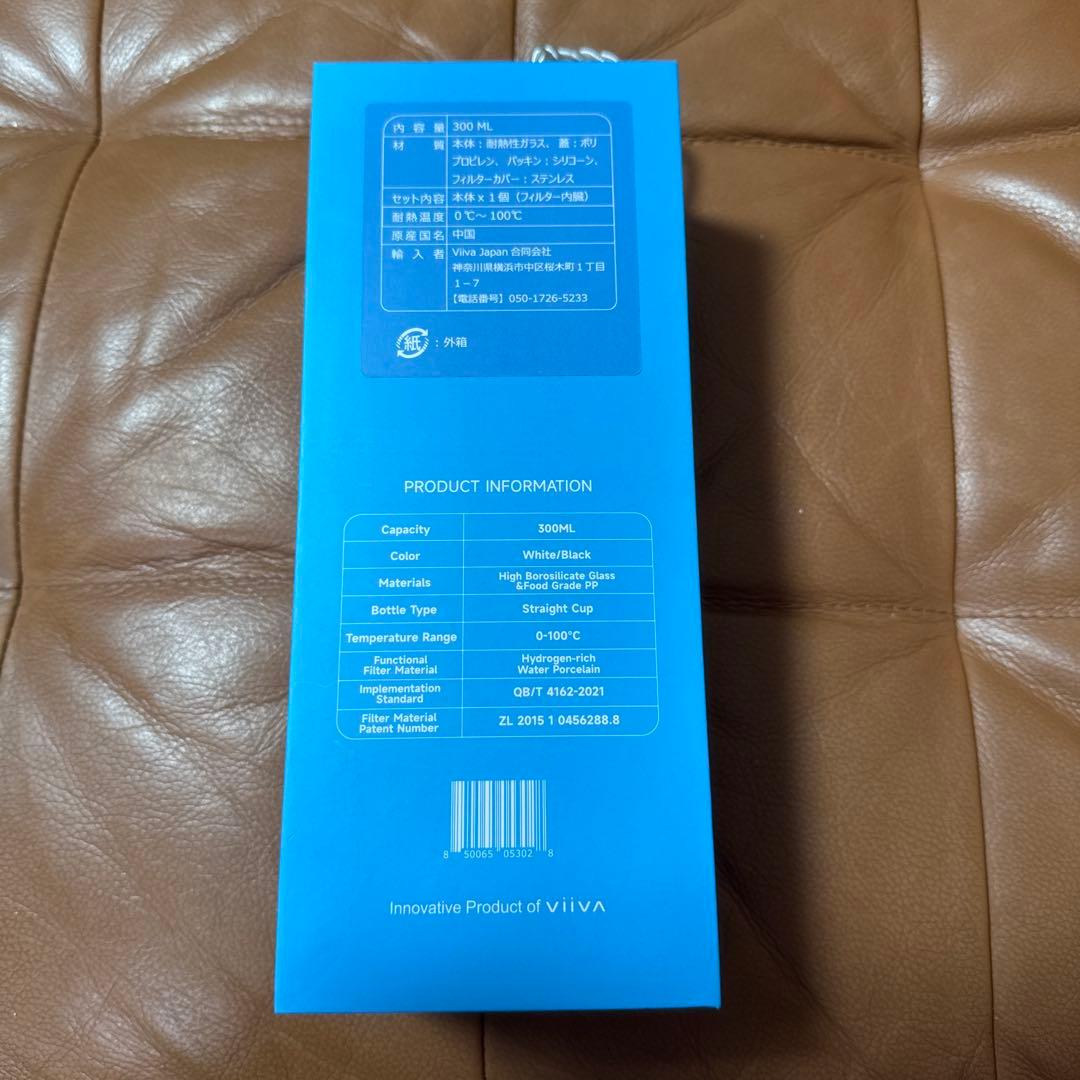 内容量 300 ML
材質 本体：耐熱性ガラス、蓋：ポリ
プロピレン、パッキン：シリコーン、
フィルターカバー：ステンレス
セット内容 本体 x 1個（フィルター内臓）
耐熱温度 0℃～100℃
原産国名 中国
輸入者 Viiva Japan 合同会社
神奈川県横浜市中区桜木町1丁目
1－7
【電話番号】050-1726-5233
紙：外箱
PRODUCT INFORMATION
Capacity 300ML
Color White/Black
Materials High Borosilicate Glass
&Food Grade PP
Bottle Type Straight Cup
Temperature Range 0-100°C
Functional
Filter Material
Hydrogen-rich
Water Porcelain
Implementation
Standard
QB/T 4162-2021
Filter Material
Patent Number
ZL 2015 1 0456288.8
8 50065 05302 8
Innovative Product of viiva